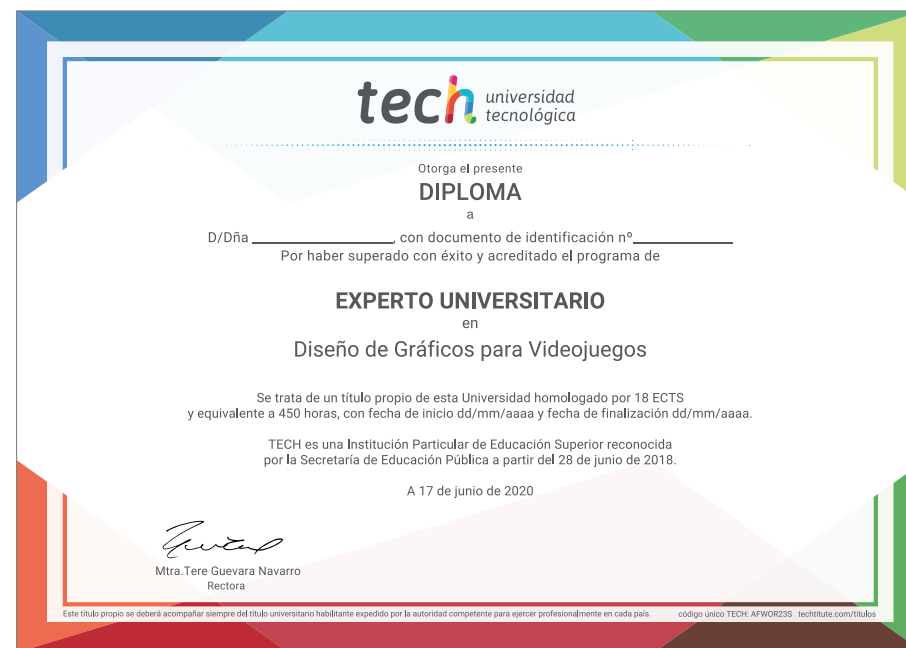 tech universidad
tecnológica
Otorga el presente
DIPLOMA
a
D/Dña ____________________, con documento de identificación nº______________
Por haber superado con éxito y acreditado el programa de
EXPERTO UNIVERSITARIO
en
Diseño de Gráficos para Videojuegos
Se trata de un título propio de esta Universidad homologado por 18 ECTS
y equivalente a 450 horas, con fecha de inicio dd/mm/aaaa y fecha de finalización dd/mm/aaaa.
TECH es una Institución Particular de Educación Superior reconocida
por la Secretaría de Educación Pública a partir del 28 de junio de 2018.
A 17 de junio de 2020
Mtra.Tere Guevara Navarro
Rectora
Este título propio se deberá acompañar siempre del título universitario habilitante expedido por la autoridad competente para ejercer profesionalmente en cada país. código único TECH: AFWOR23S techtitute.com/titulos